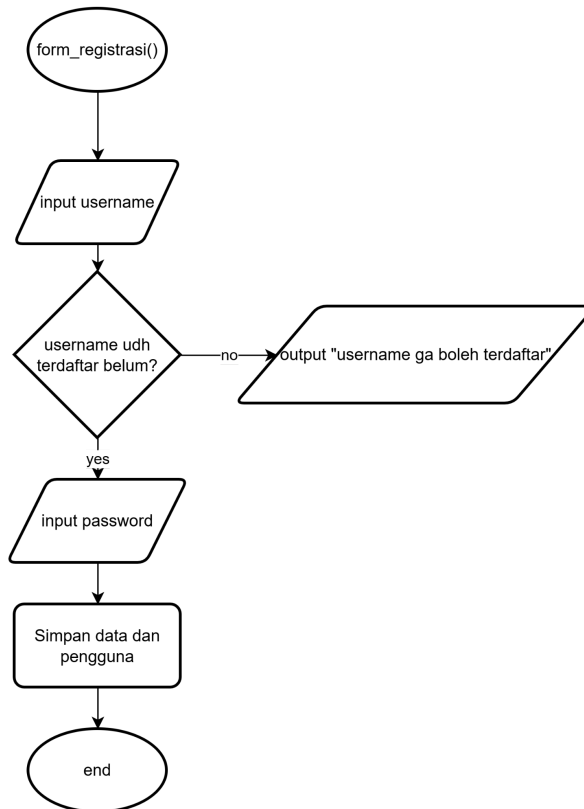 form_registrasi()
input username
username udh
terdaftar belum?
no
output "username ga boleh terdaftar"
yes
input password
Simpan data dan
pengguna
end